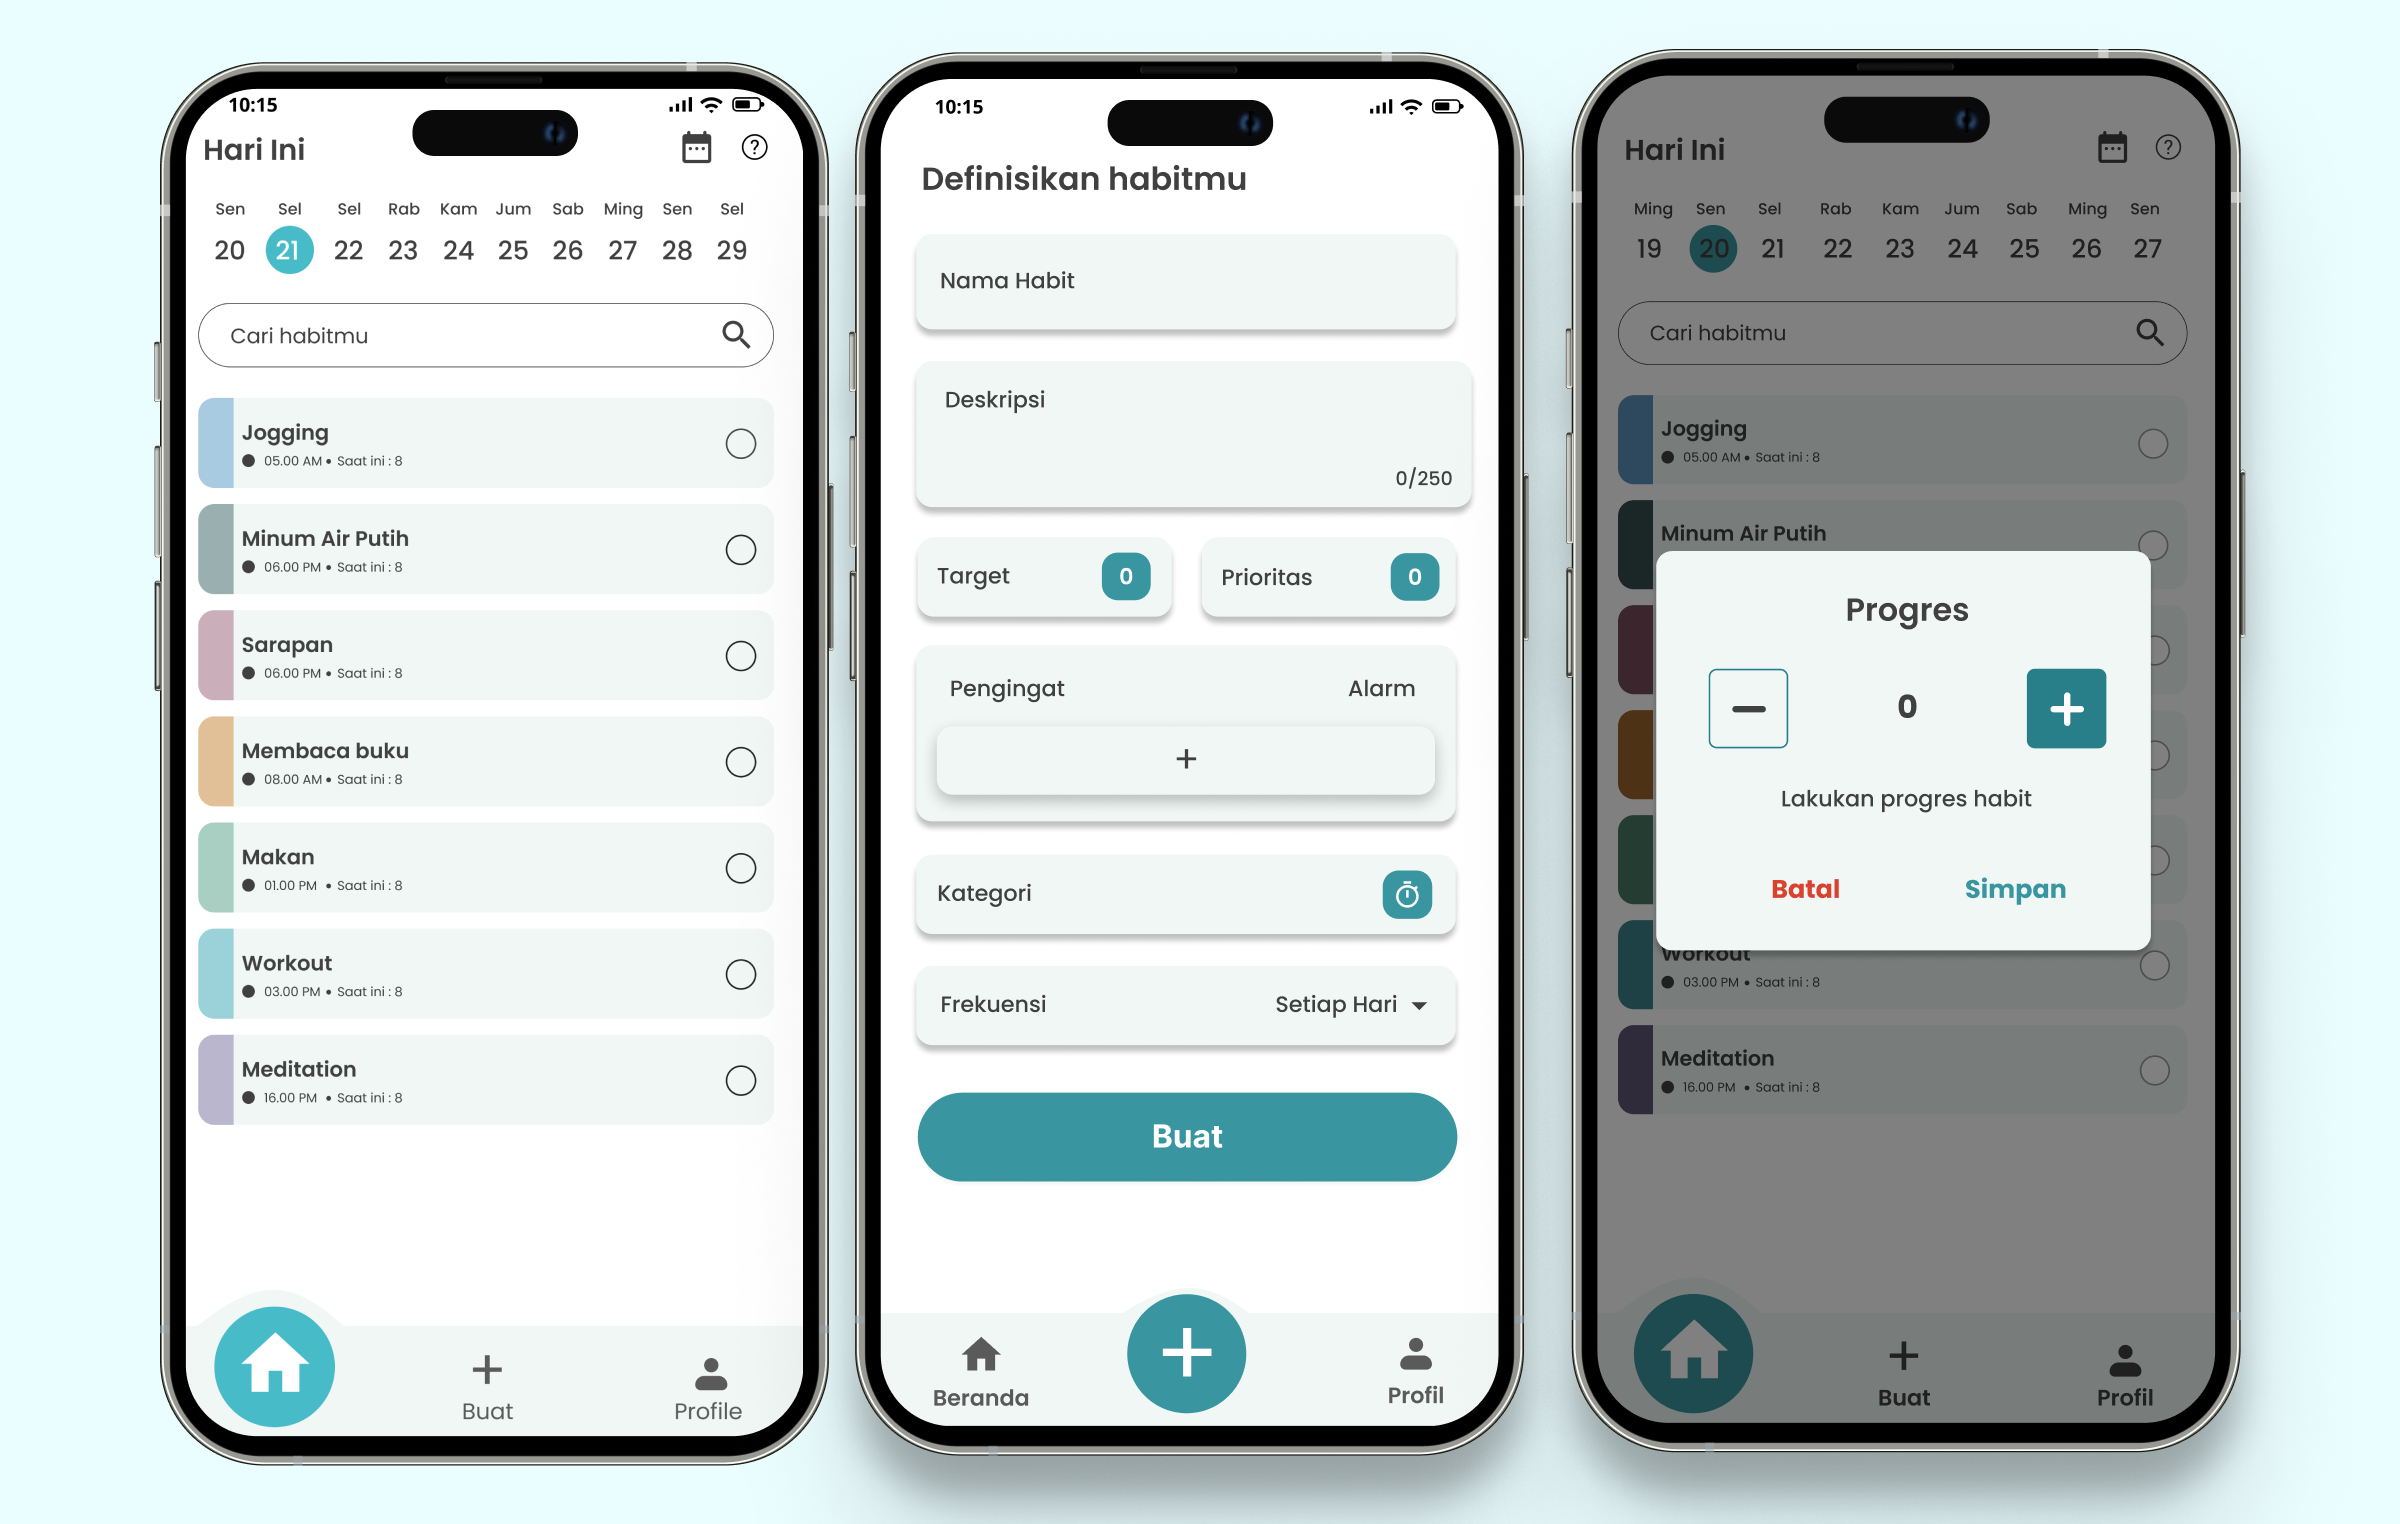 10:15
Hari Ini
Sen Sel Sel Rab Kam Jum Sab Ming Sen Sel
20 21 22 23 24 25 26 27 28 29
Cari habitmu
Jogging
05.00 AM • Saat ini : 8
Minum Air Putih
06.00 PM • Saat ini : 8
Sarapan
06.00 PM • Saat ini : 8
Membaca buku
08.00 AM • Saat ini : 8
Makan
01.00 PM • Saat ini : 8
Workout
03.00 PM • Saat ini : 8
Meditation
16.00 PM • Saat ini : 8
Buat Profile
10:15
Definisikan habitmu
Nama Habit
Deskripsi
0/250
Target 0 Prioritas 0
Pengingat Alarm
+
Kategori
Frekuensi Setiap Hari
Buat
Beranda Profil
Hari Ini
Ming Sen Sel Rab Kam Jum Sab Ming Sen
19 20 21 22 23 24 25 26 27
Cari habitmu
Jogging
05.00 AM • Saat ini : 8
Minum Air Putih
Progres
0
Lakukan progres habit
Batal Simpan
Workout
03.00 PM • Saat ini : 8
Meditation
16.00 PM • Saat ini : 8
Buat Profil